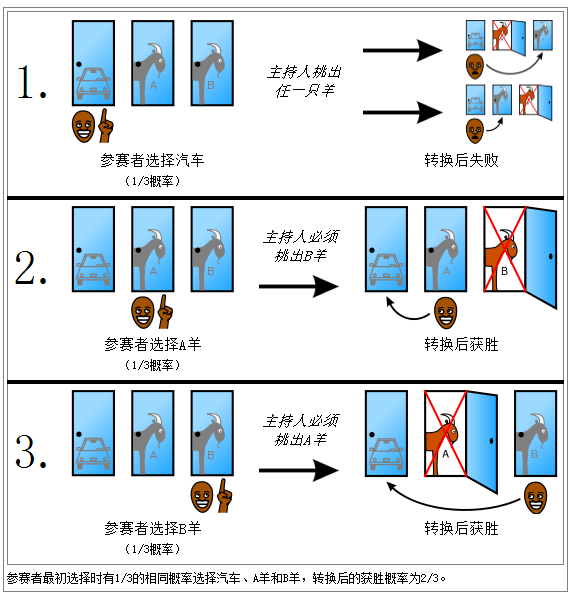 1.
A
B
主持人挑出
任一只羊
参赛者选择汽车
(1/3概率)
转换后失败
2.
A
B
主持人必须
挑出B羊
A
B
参赛者选择A羊
(1/3概率)
转换后获胜
3.
A
B
主持人必须
挑出A羊
A
B
参赛者选择B羊
(1/3概率)
转换后获胜
参赛者最初选择时有1/3的相同概率选择汽车、A羊和B羊，转换后的获胜概率为2/3。